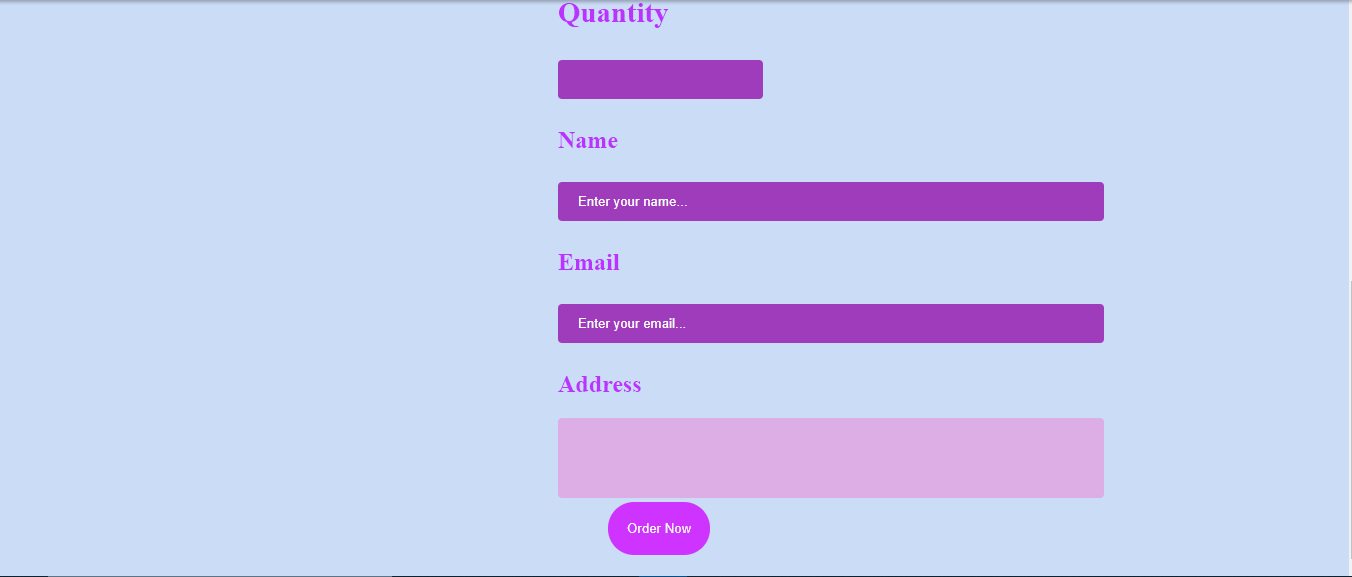 Quantity
Name
Enter your name...
Email
Enter your email...
Address
Order Now